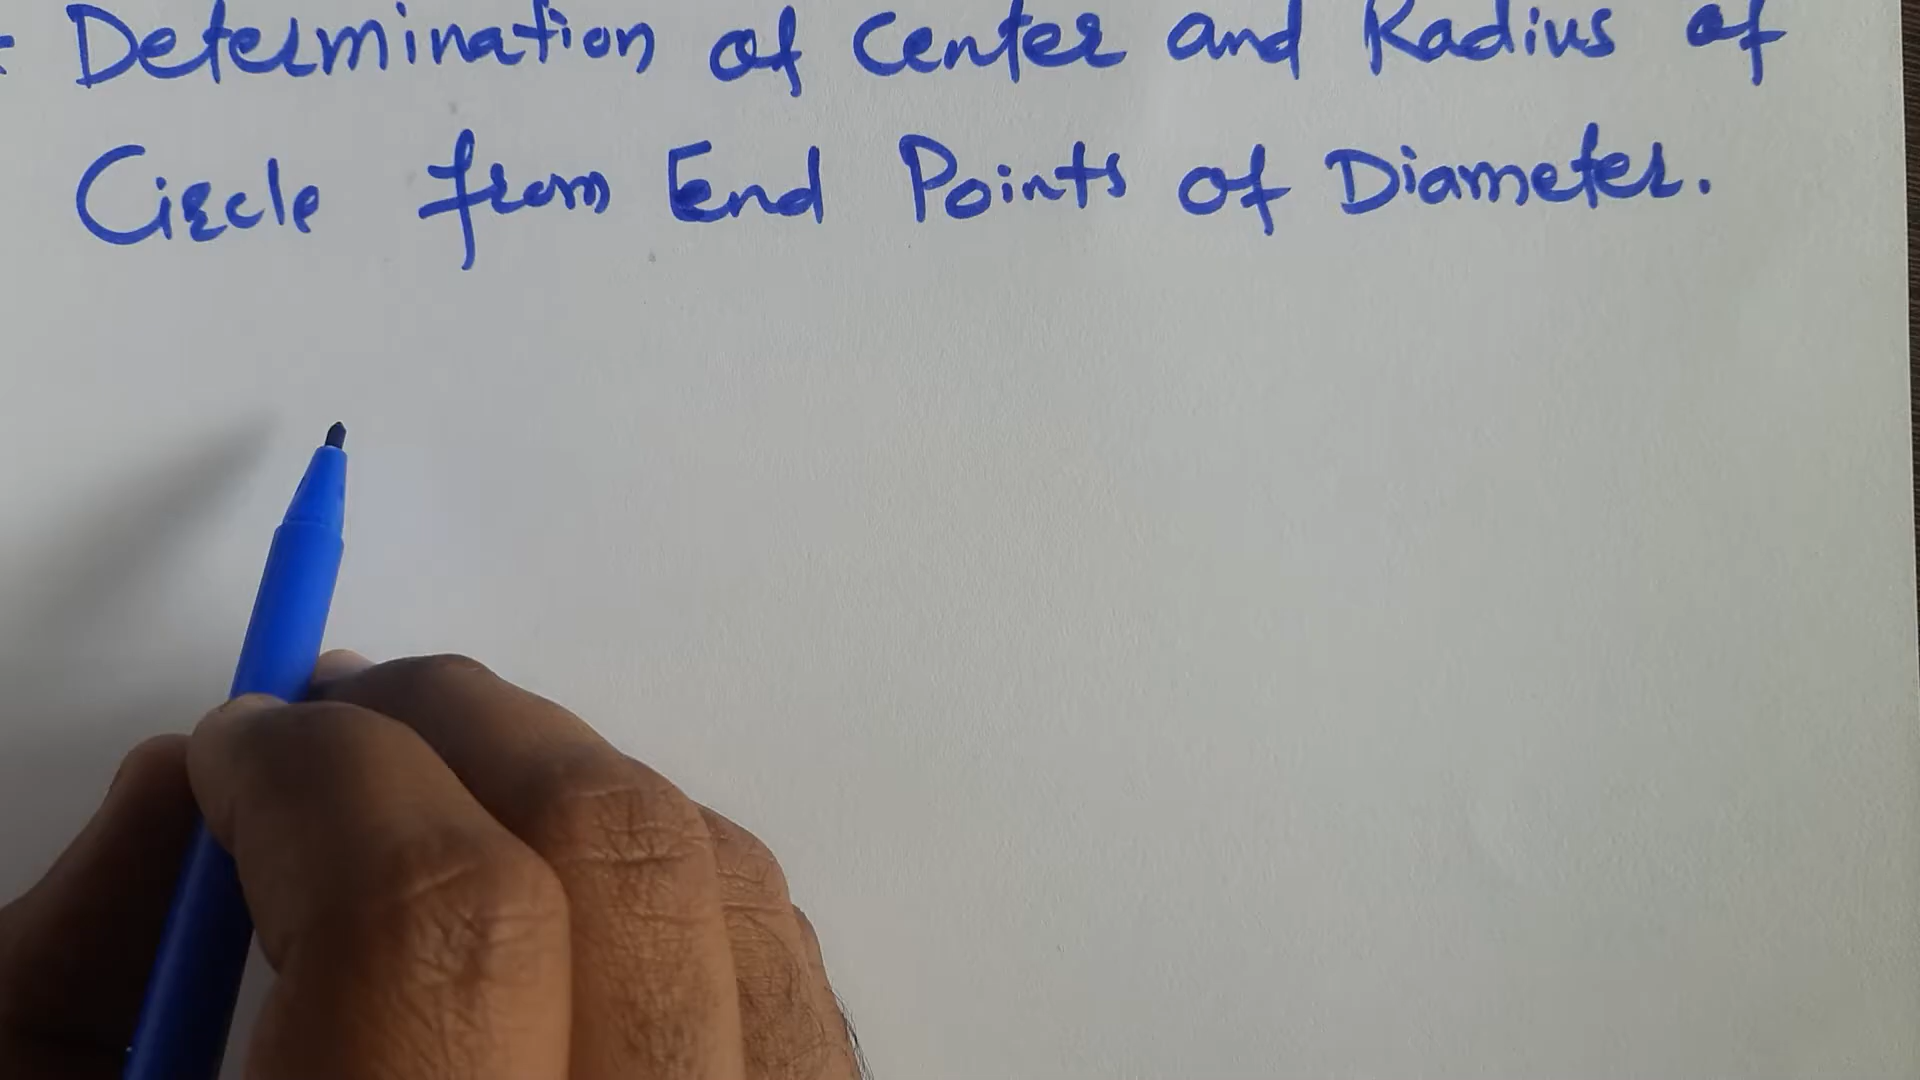 : Determination of Center and Radius of
Circle from End Points of Diameter.